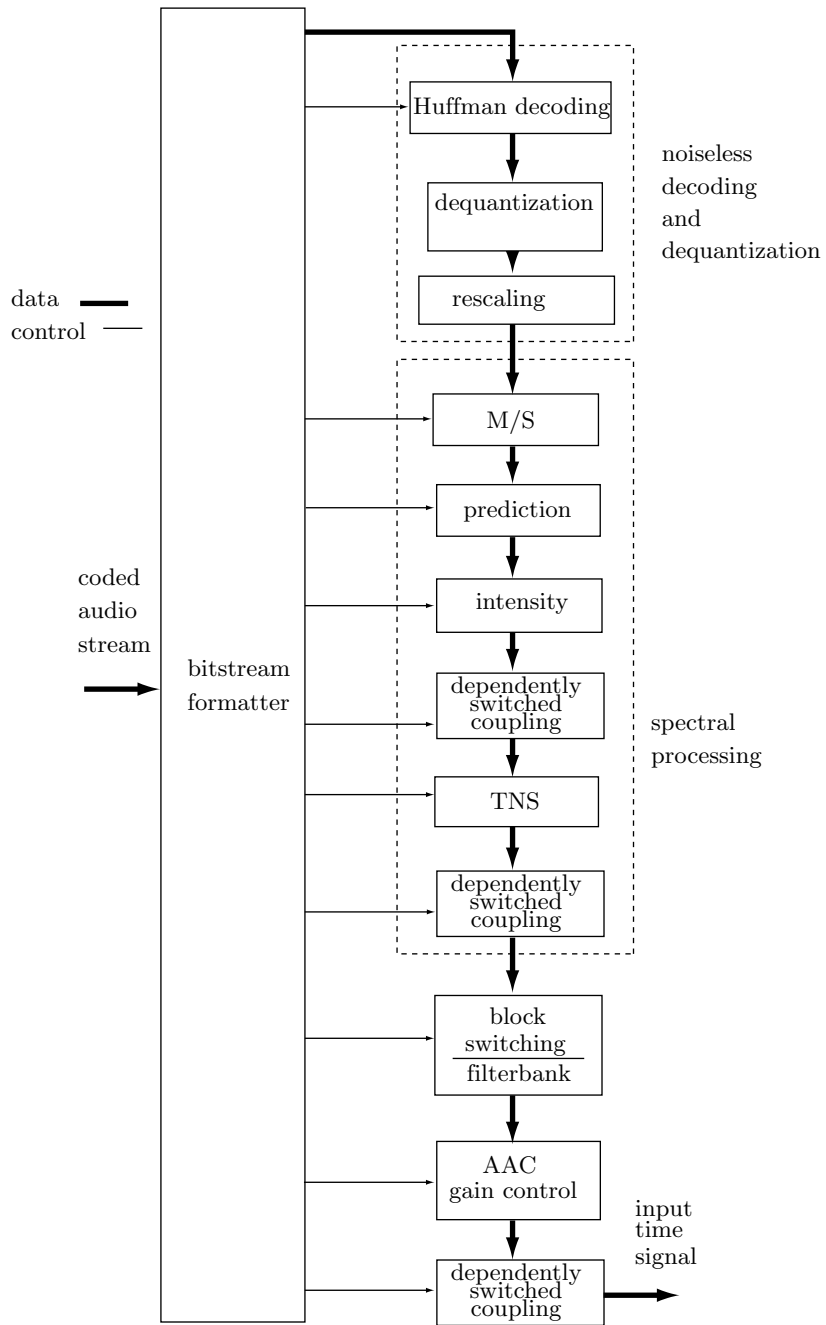 Huffman decoding
noiseless
decoding
and
dequantization
dequantization
rescaling
data
control
M/S
prediction
intensity
coded
audio
stream
bitstream
formatter
dependently
switched
coupling
spectral
processing
TNS
dependently
switched
coupling
block
switching
filterbank
AAC
gain control
input
time
signal
dependently
switched
coupling